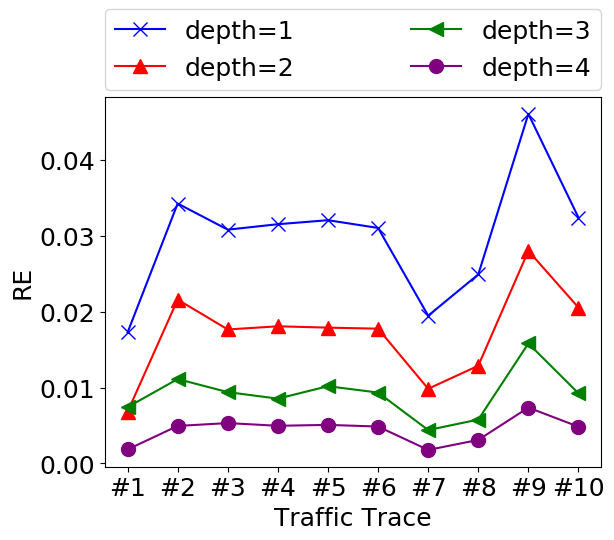 depth=1
depth=3
depth=2
depth=4
RE
0.04
0.03
0.02
0.01
0.00
#1 #2 #3 #4 #5 #6 #7 #8 #9 #10
Traffic Trace